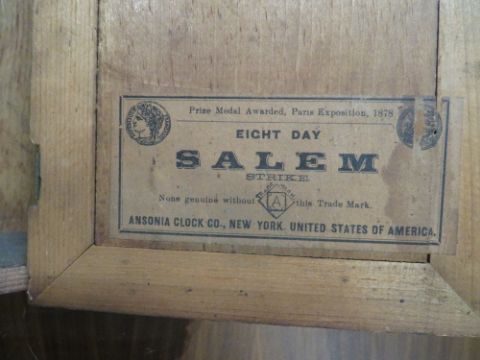 Prize Medal Awarded, Paris Exposition, 1878
EIGHT DAY
SALEM
STRIKE.
None genuine without this Trade Mark.
A
ANSONIA CLOCK CO., NEW YORK. UNITED STATES OF AMERICA.